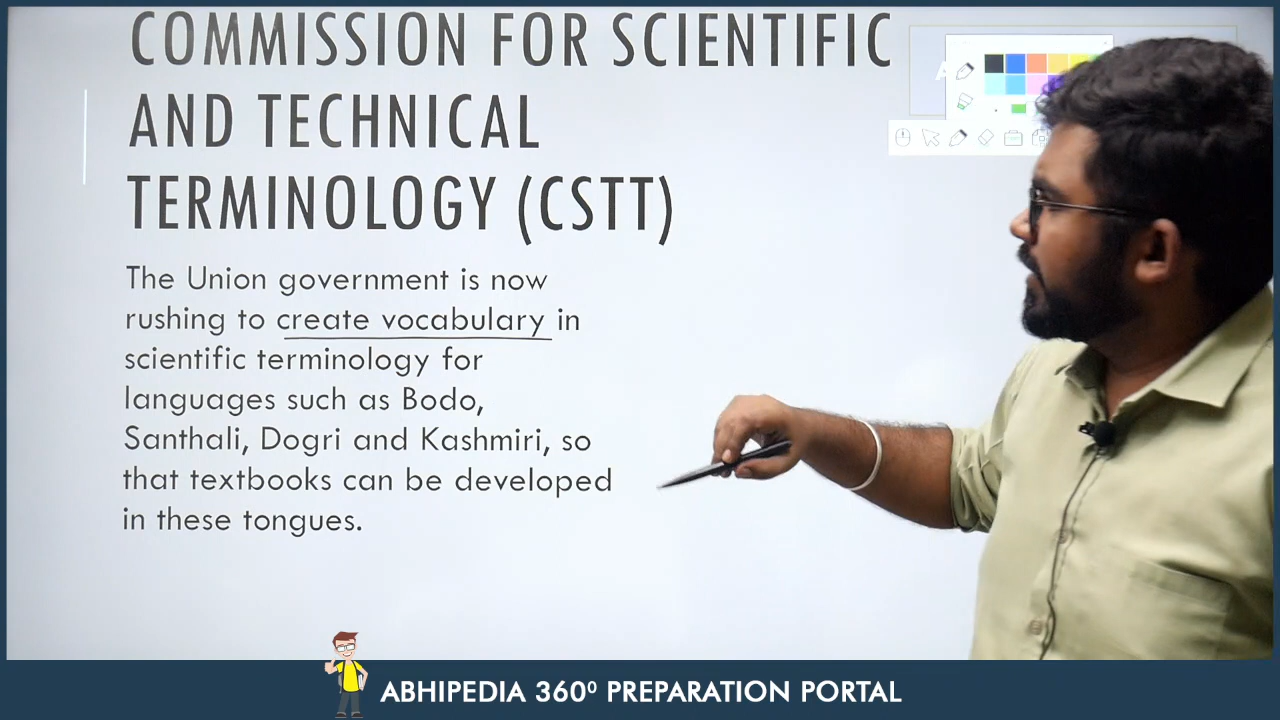 COMMISSION FOR SCIENTIFIC
AND TECHNICAL
TERMINOLOGY (CSTT)
The Union government is now
rushing to create vocabulary in
scientific terminology for
languages such as Bodo,
Santhali, Dogri and Kashmiri, so
that textbooks can be developed
in these tongues.
ABHIPEDIA 360⁰ PREPARATION PORTAL